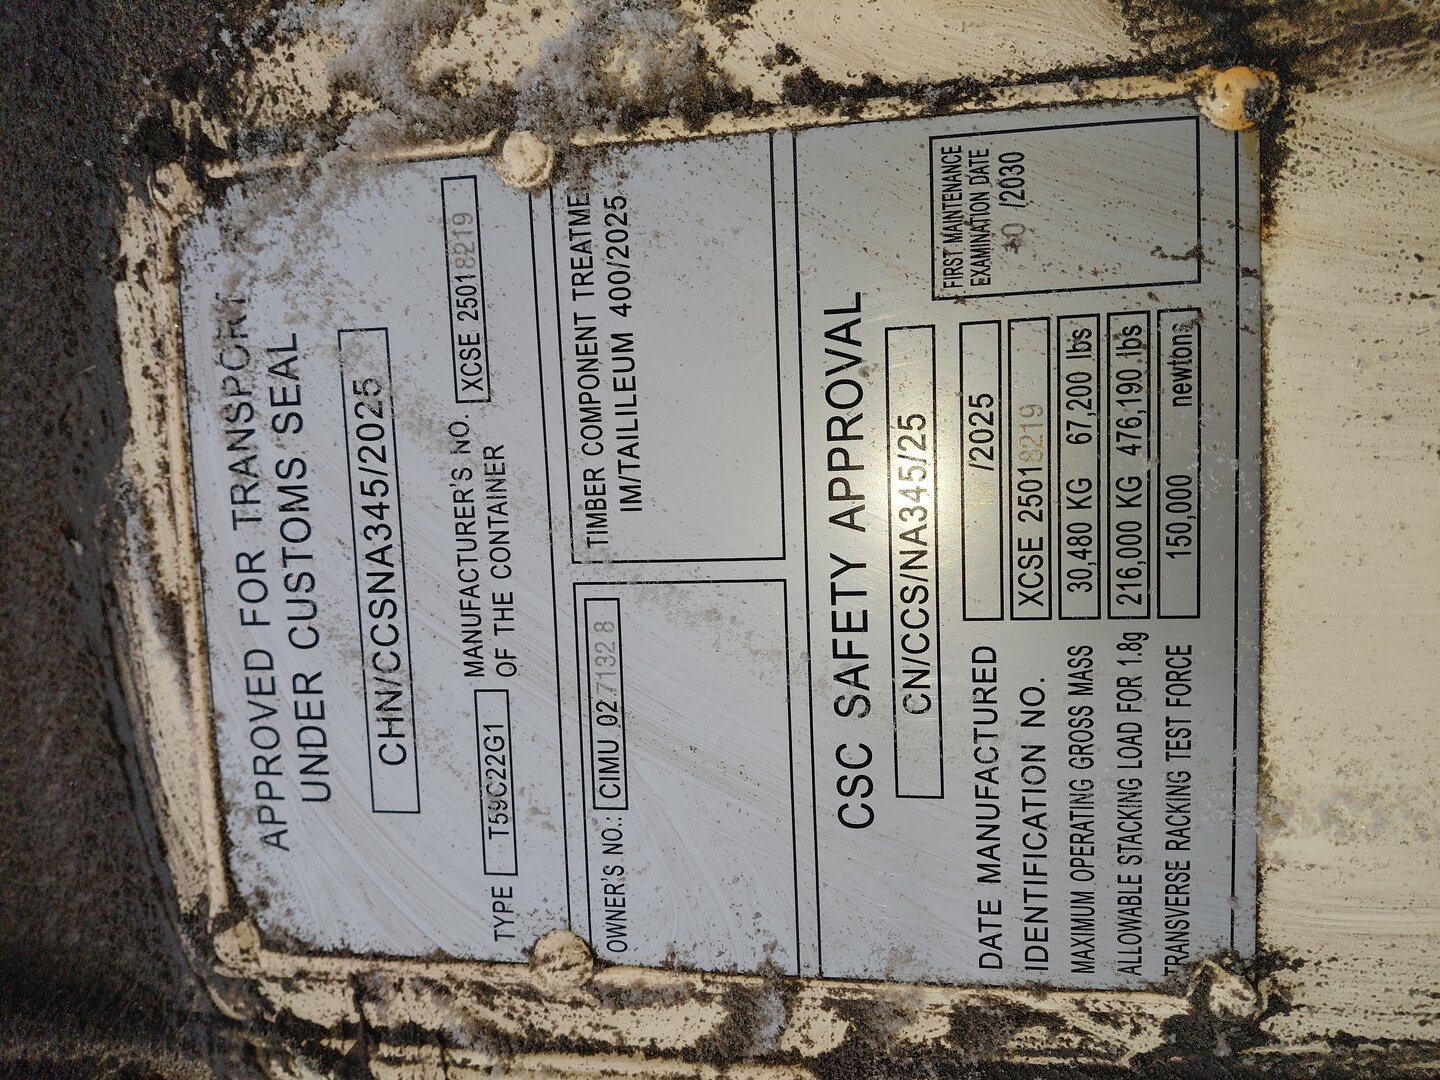 APPROVED FOR TRANSPORT
UNDER CUSTOMS SEAL
CHN/CCSNA345/2025
TYPE T59C22G1 MANUFACTURER'S NO. OF THE CONTAINER XCSE 25018219
OWNER'S NO.: CIMU 027132 8
TIMBER COMPONENT TREATME
IM/TAILILEUM 400/2025
CSC SAFETY APPROVAL
CN/CCS/NA345/25
DATE MANUFACTURED /2025
IDENTIFICATION NO. XCSE 25018219
MAXIMUM OPERATING GROSS MASS 30,480 KG 67,200 lbs
ALLOWABLE STACKING LOAD FOR 1.8g 216,000 KG 476,190 lbs
TRANSVERSE RACKING TEST FORCE 150,000 newtons
FIRST MAINTENANCE
EXAMINATION DATE
/2030